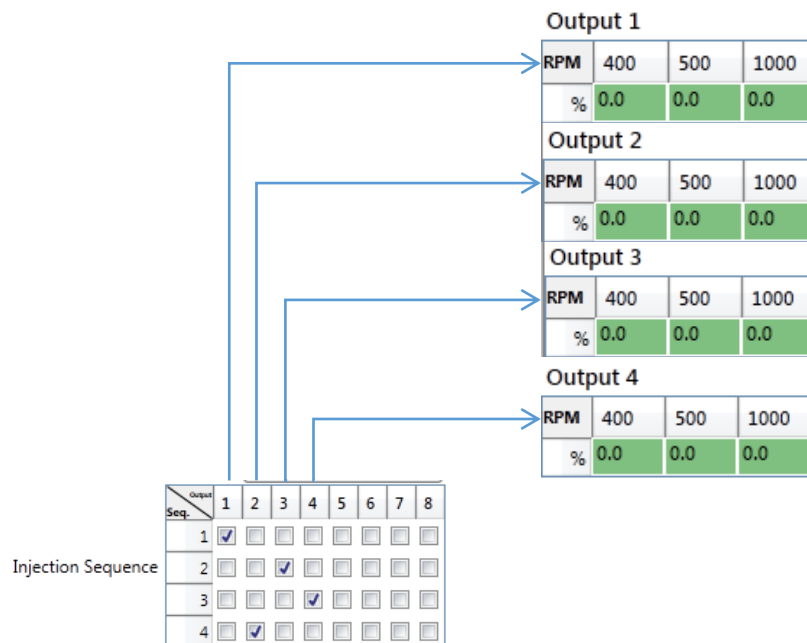 Output 1
RPM 400 500 1000
% 0.0 0.0 0.0
Output 2
RPM 400 500 1000
% 0.0 0.0 0.0
Output 3
RPM 400 500 1000
% 0.0 0.0 0.0
Output 4
RPM 400 500 1000
% 0.0 0.0 0.0
Output
Seq. 1 2 3 4 5 6 7 8
1
Injection Sequence 2
3
4